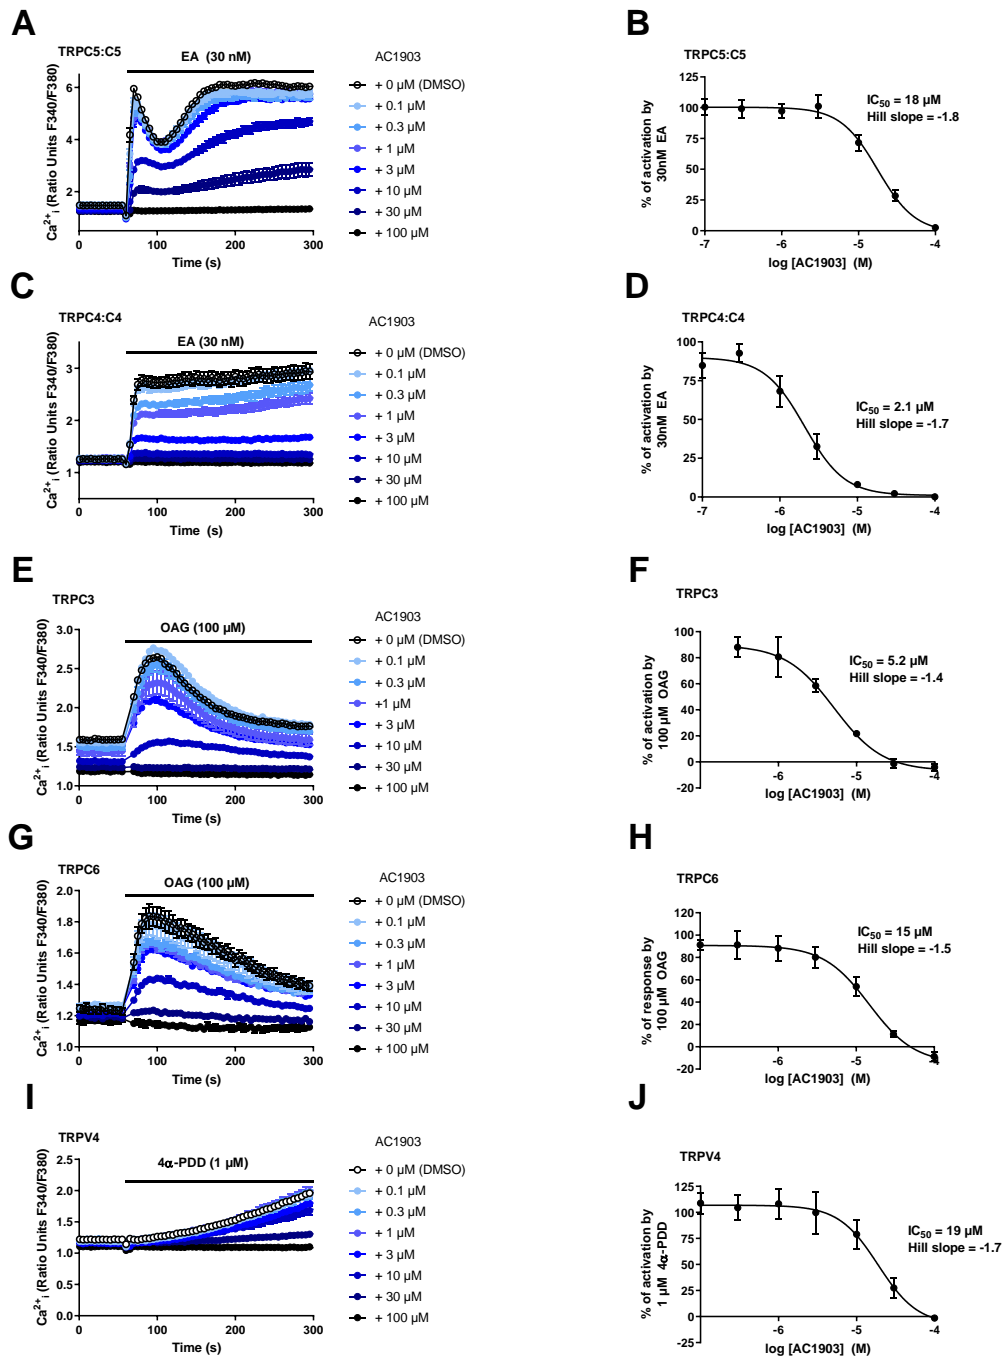 A
TRPC5:C5
EA (30 nM)
Ca²⁺ᵢ (Ratio Units F340/F380)
6
4
2
0
100
200
300
Time (s)
AC1903
+ 0 µM (DMSO)
+ 0.1 µM
+ 0.3 µM
+ 1 µM
+ 3 µM
+ 10 µM
+ 30 µM
+ 100 µM
B
TRPC5:C5
% of activation by
30nM EA
125
100
75
50
25
0
-7
-6
-5
-4
log [AC1903] (M)
IC₅₀ = 18 µM
Hill slope = -1.8
C
TRPC4:C4
EA (30 nM)
Ca²⁺ᵢ (Ratio Units F340/F380)
3
2
1
0
100
200
300
Time (s)
AC1903
+ 0 µM (DMSO)
+ 0.1 µM
+ 0.3 µM
+ 1 µM
+ 3 µM
+ 10 µM
+ 30 µM
+ 100 µM
D
TRPC4:C4
% of activation by
30nM EA
100
75
50
25
0
-7
-6
-5
-4
log [AC1903] (M)
IC₅₀ = 2.1 µM
Hill slope = -1.7
E
TRPC3
OAG (100 µM)
Ca²⁺ᵢ (Ratio Units F340/F380)
3.0
2.5
2.0
1.5
1.0
0
100
200
300
Time (s)
AC1903
+ 0 µM (DMSO)
+ 0.1 µM
+ 0.3 µM
+1 µM
+ 3 µM
+ 10 µM
+ 30 µM
+ 100 µM
F
TRPC3
% of activation by
100 µM OAG
100
80
60
40
20
0
-20
-6
-5
-4
log [AC1903] (M)
IC₅₀ = 5.2 µM
Hill slope = -1.4
G
TRPC6
OAG (100 µM)
Ca²⁺ᵢ (Ratio Units F340/F380)
2.0
1.8
1.6
1.4
1.2
1.0
0
100
200
300
Time (s)
AC1903
+ 0 µM (DMSO)
+ 0.1 µM
+ 0.3 µM
+ 1 µM
+ 3 µM
+ 10 µM
+ 30 µM
+ 100 µM
H
TRPC6
% of response by
100 µM OAG
120
100
80
60
40
20
0
-20
-6
-5
-4
log [AC1903] (M)
IC₅₀ = 15 µM
Hill slope = -1.5
I
TRPV4
4α-PDD (1 µM)
Ca²⁺ᵢ (Ratio Units F340/F380)
2.5
2.0
1.5
1.0
0.5
0.0
0
100
200
300
Time (s)
AC1903
+ 0 µM (DMSO)
+ 0.1 µM
+ 0.3 µM
+ 1 µM
+ 3 µM
+ 10 µM
+ 30 µM
+ 100 µM
J
TRPV4
% of activation by
1 µM 4α-PDD
125
100
75
50
25
0
-25
-6
-5
-4
log [AC1903] (M)
IC₅₀ = 19 µM
Hill slope = -1.7